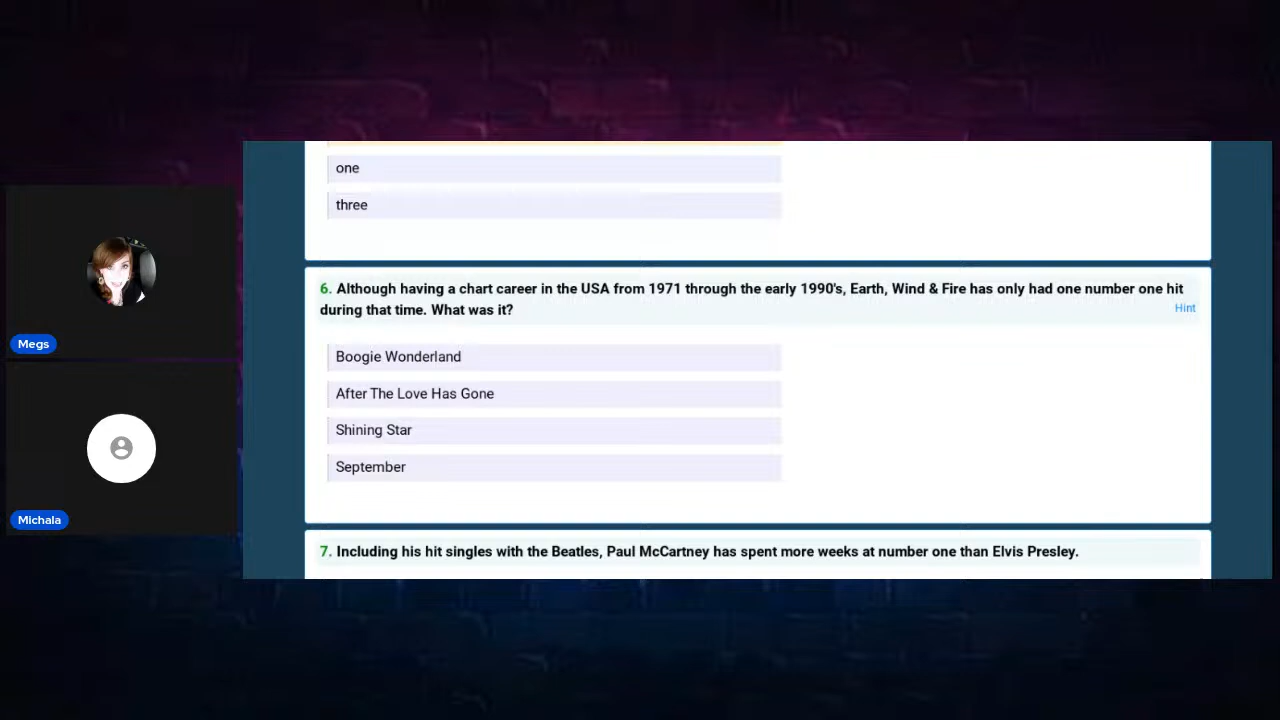 one
three
6. Although having a chart career in the USA from 1971 through the early 1990's, Earth, Wind & Fire has only had one number one hit
during that time. What was it?
Hint
Boogie Wonderland
After The Love Has Gone
Shining Star
September
7. Including his hit singles with the Beatles, Paul McCartney has spent more weeks at number one than Elvis Presley.
Megs
Michala